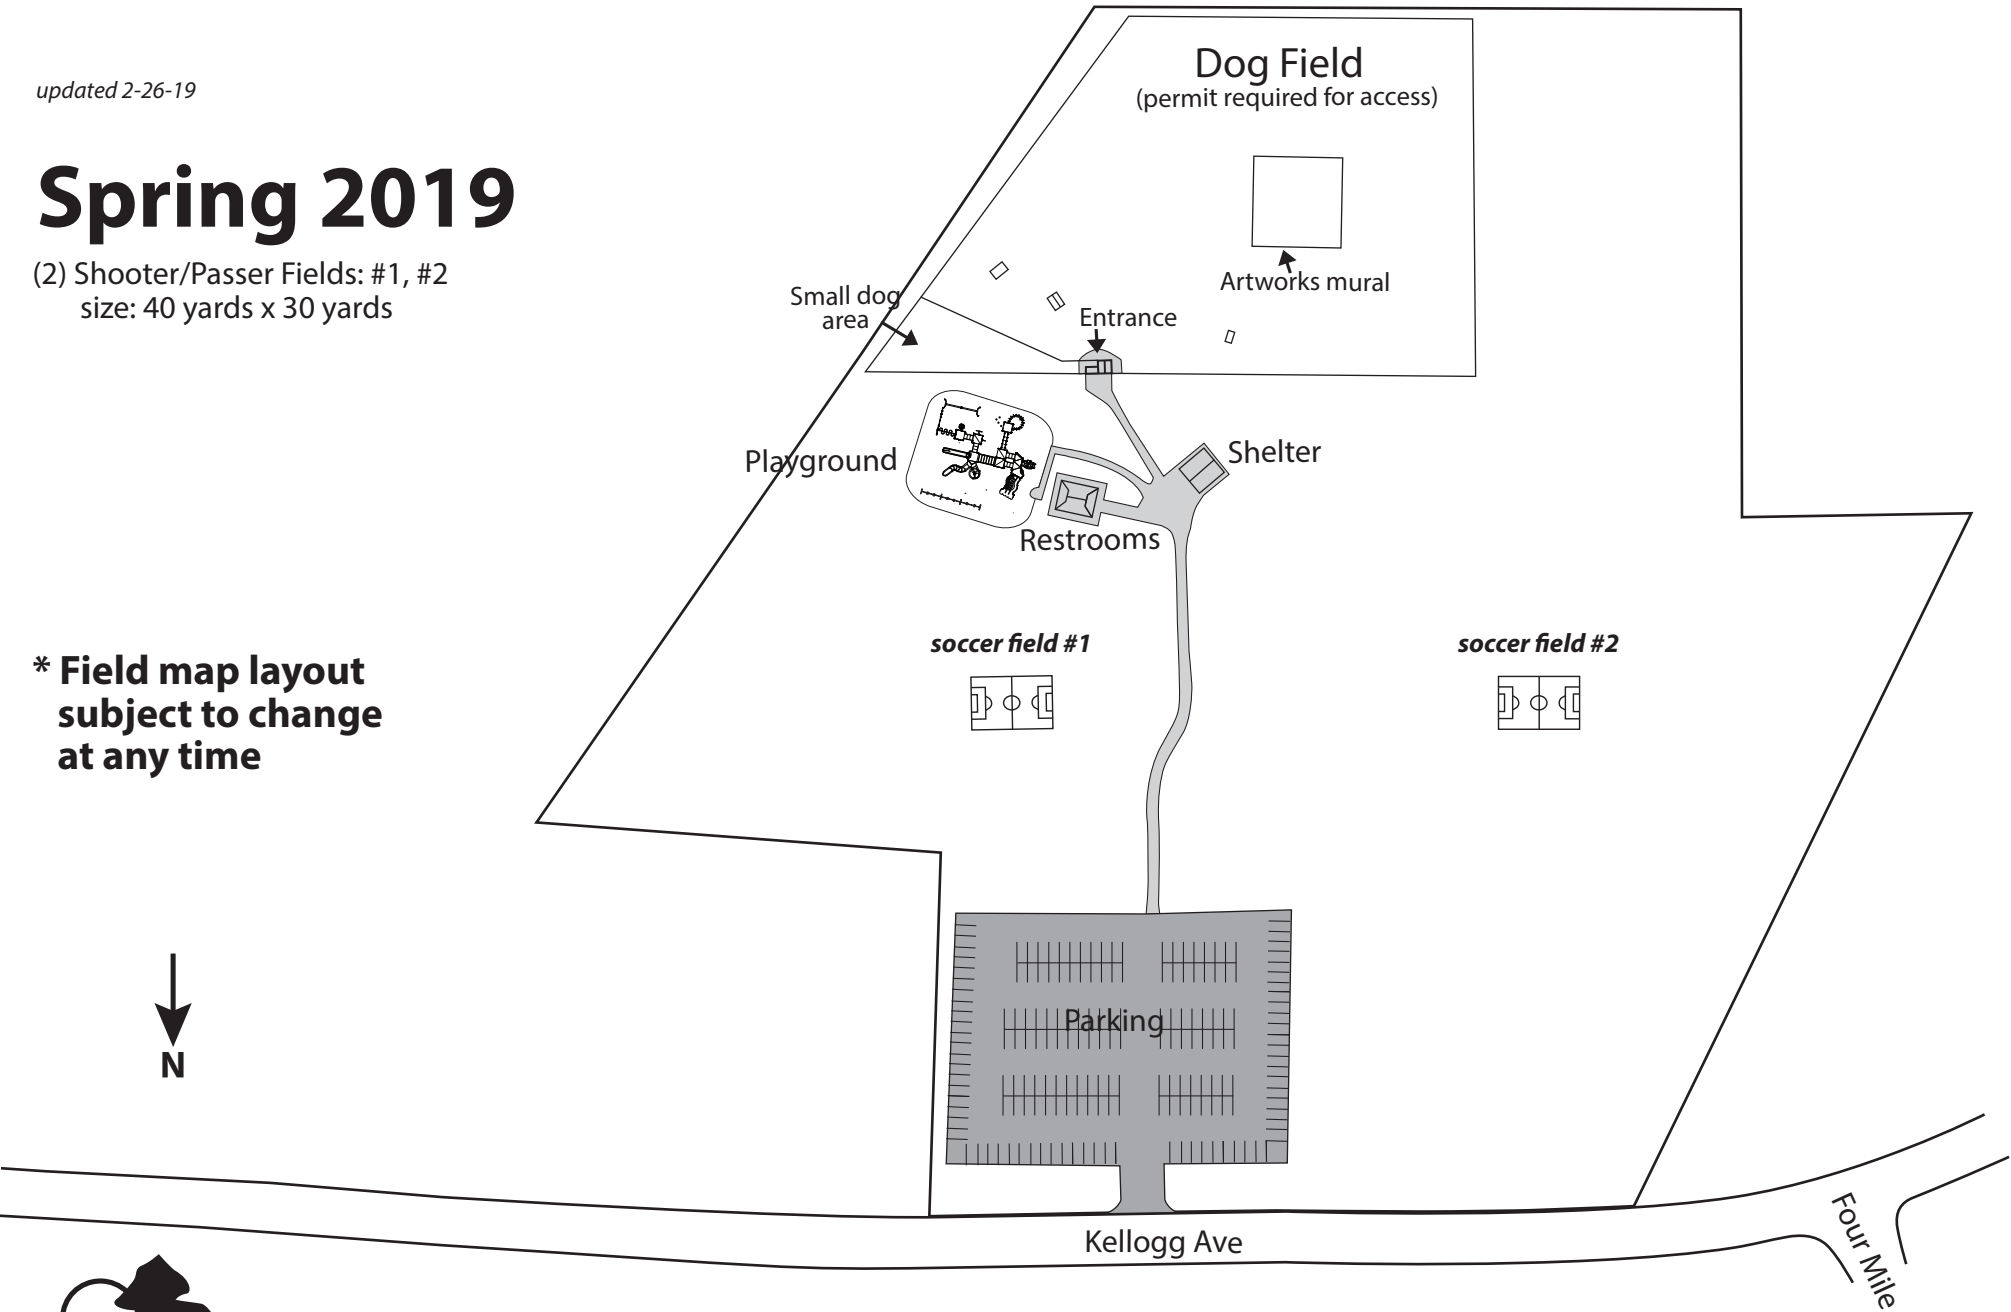 updated 2-26-19
Spring 2019
(2) Shooter/Passer Fields: #1, #2
size: 40 yards x 30 yards
Dog Field
(permit required for access)
Artworks mural
Small dog
area
Entrance
Playground
Shelter
Restrooms
soccer field #1
soccer field #2
* Field map layout
subject to change
at any time
N
Parking
Kellogg Ave
Four Mile